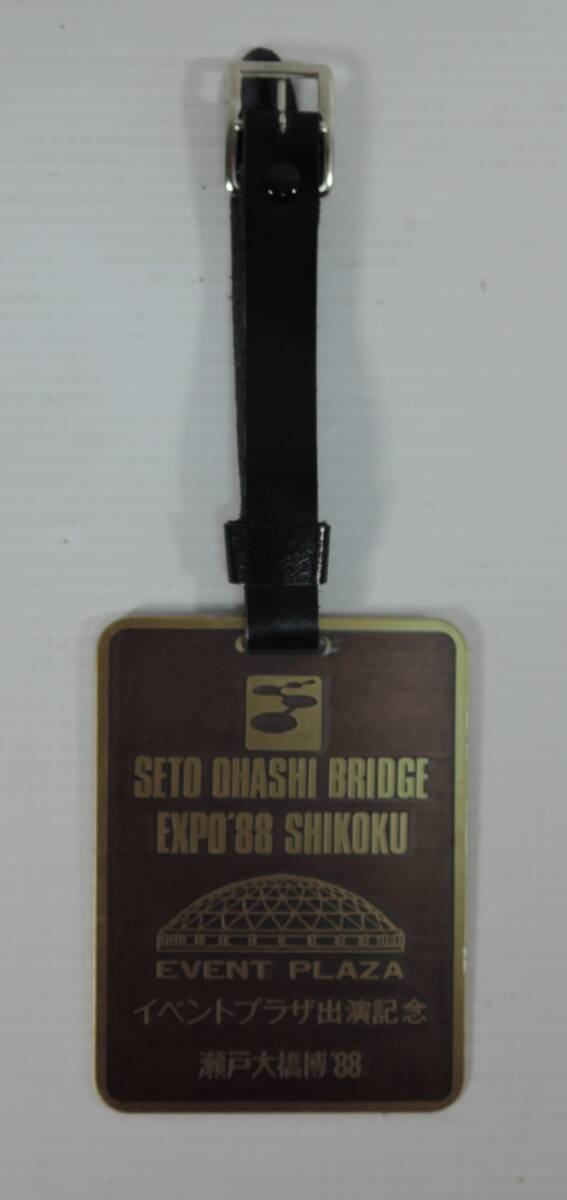 SETO OHASHI BRIDGE
EXPO'88 SHIKOKU
EVENT PLAZA
イベントプラザ出演記念
瀬戸大橋博'88